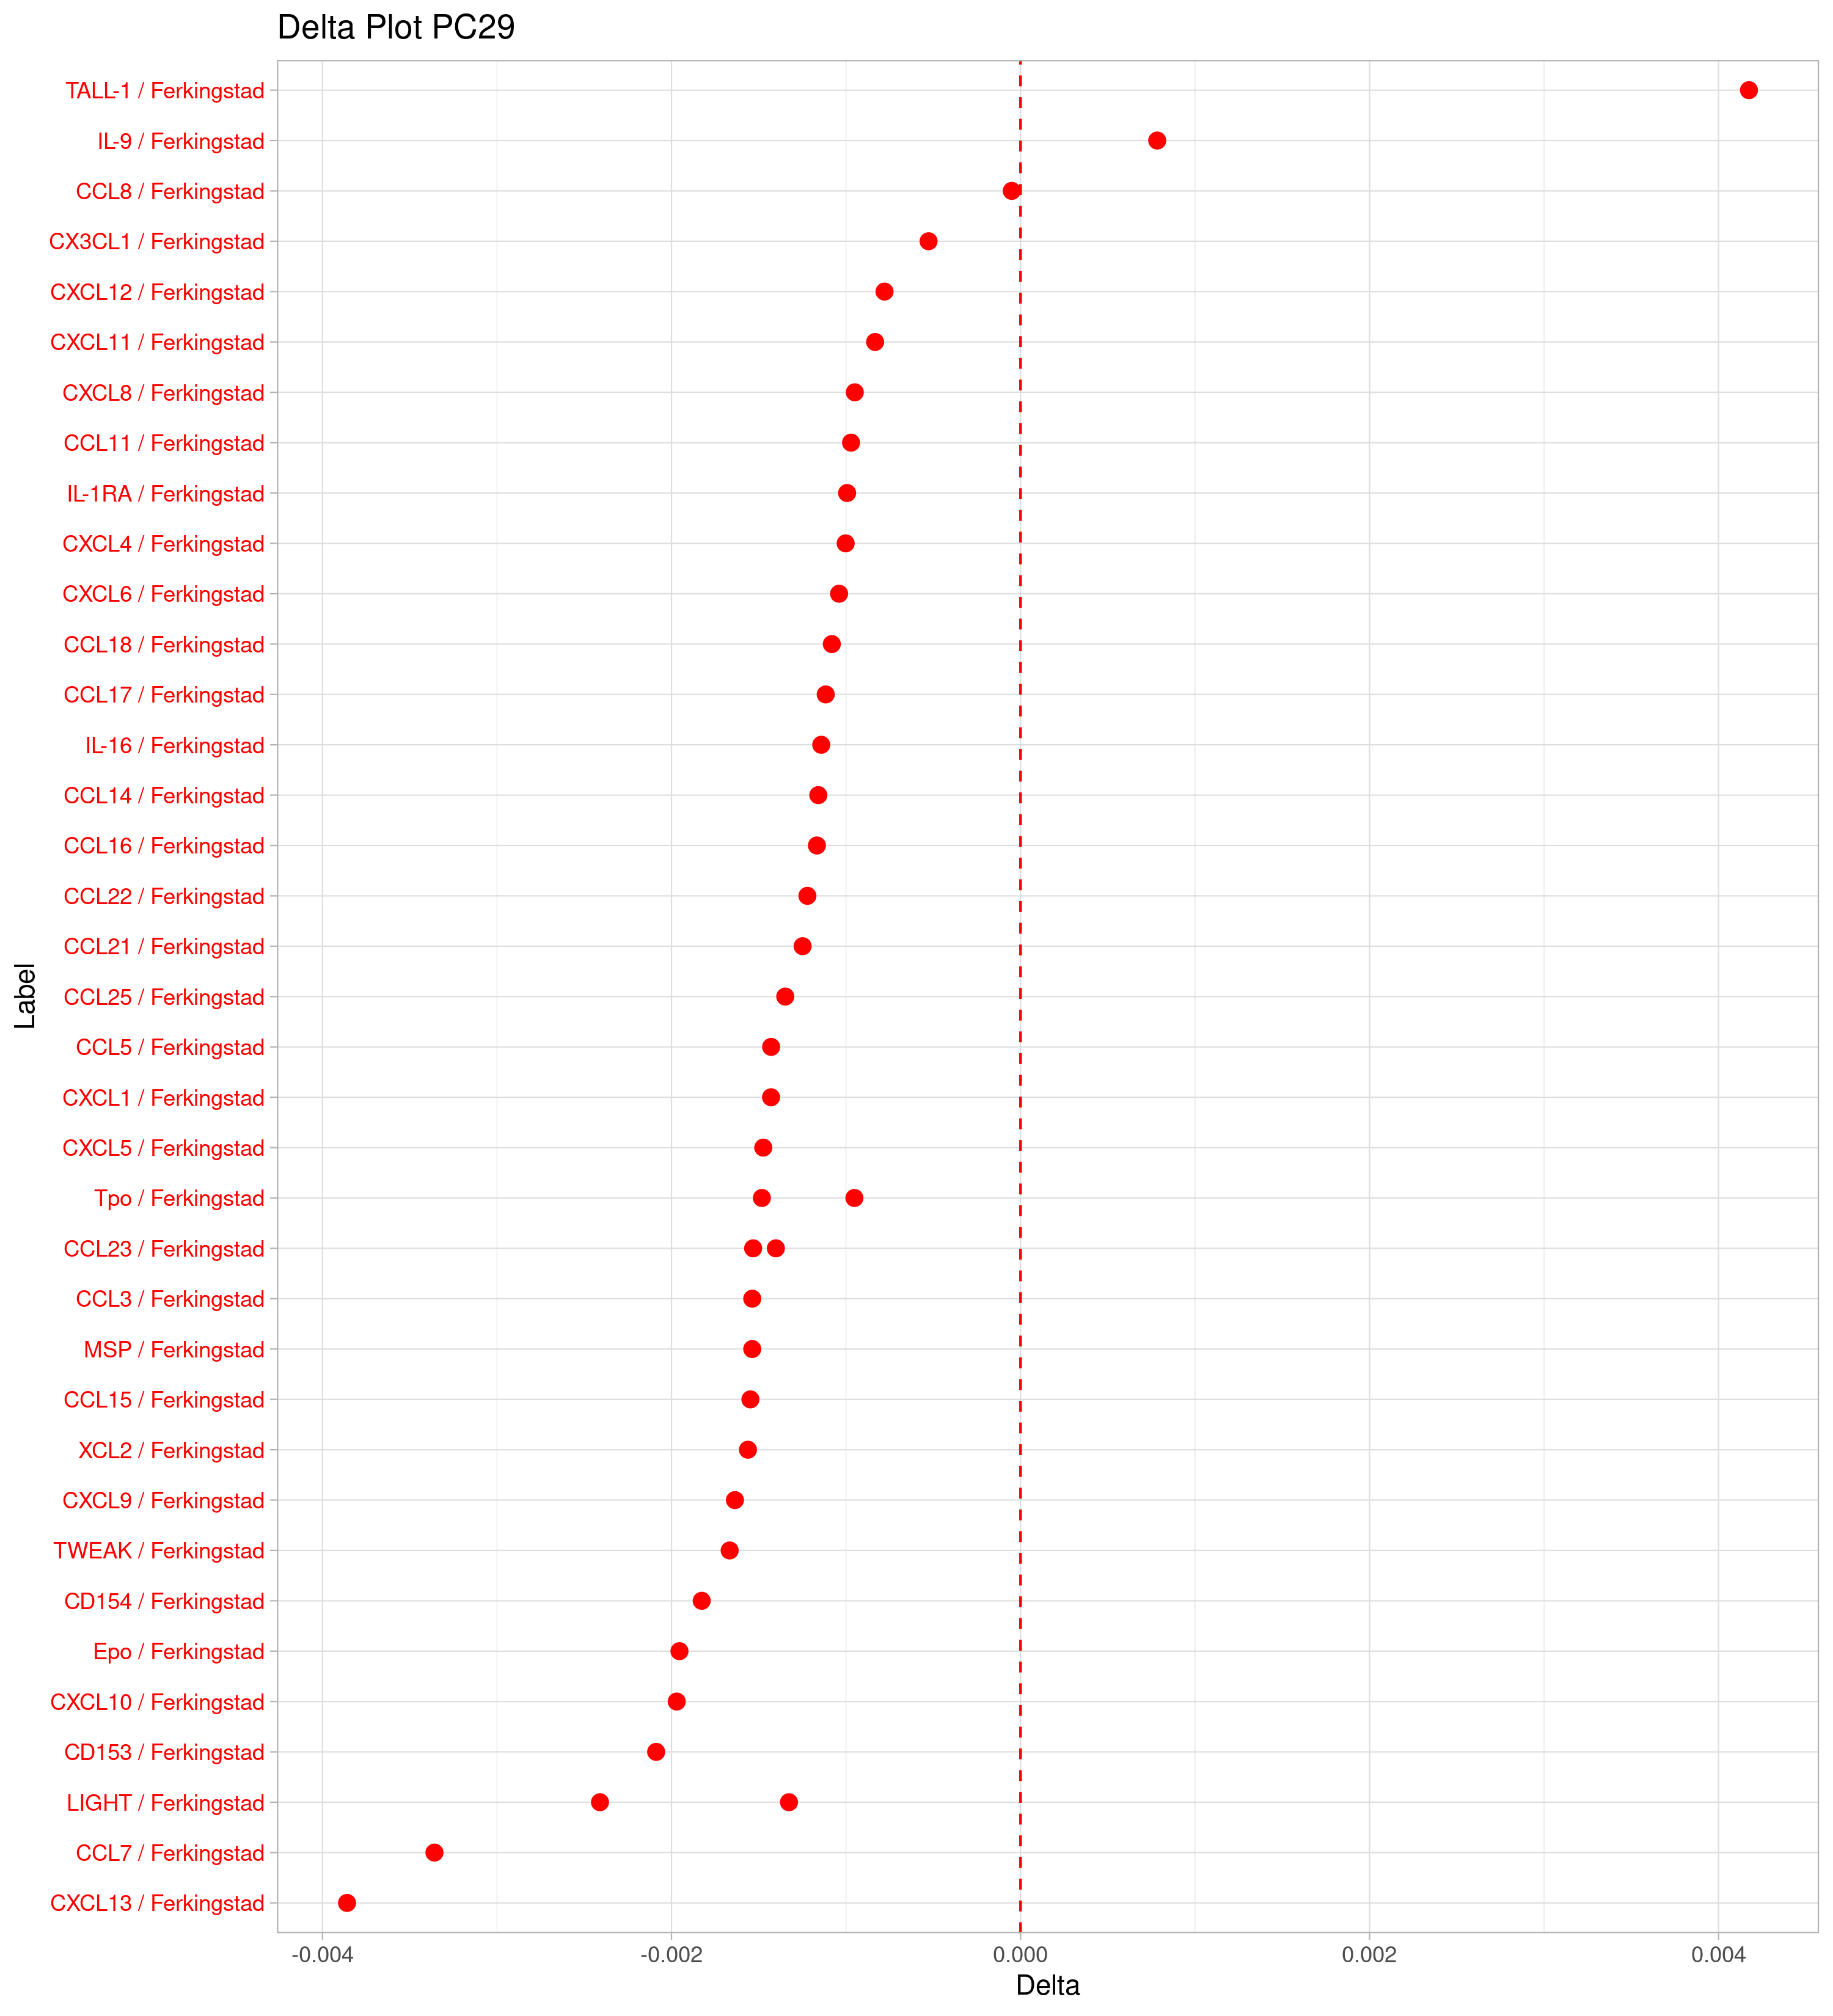 Delta Plot PC29
TALL-1 / Ferkingstad
IL-9 / Ferkingstad
CCL8 / Ferkingstad
CX3CL1 / Ferkingstad
CXCL12 / Ferkingstad
CXCL11 / Ferkingstad
CXCL8 / Ferkingstad
CCL11 / Ferkingstad
IL-1RA / Ferkingstad
CXCL4 / Ferkingstad
CXCL6 / Ferkingstad
CCL18 / Ferkingstad
CCL17 / Ferkingstad
IL-16 / Ferkingstad
CCL14 / Ferkingstad
CCL16 / Ferkingstad
CCL22 / Ferkingstad
CCL21 / Ferkingstad
CCL25 / Ferkingstad
CCL5 / Ferkingstad
CXCL1 / Ferkingstad
CXCL5 / Ferkingstad
Tpo / Ferkingstad
CCL23 / Ferkingstad
CCL3 / Ferkingstad
MSP / Ferkingstad
CCL15 / Ferkingstad
XCL2 / Ferkingstad
CXCL9 / Ferkingstad
TWEAK / Ferkingstad
CD154 / Ferkingstad
Epo / Ferkingstad
CXCL10 / Ferkingstad
CD153 / Ferkingstad
LIGHT / Ferkingstad
CCL7 / Ferkingstad
CXCL13 / Ferkingstad
Label
-0.004 -0.002 0.000 0.002 0.004
Delta